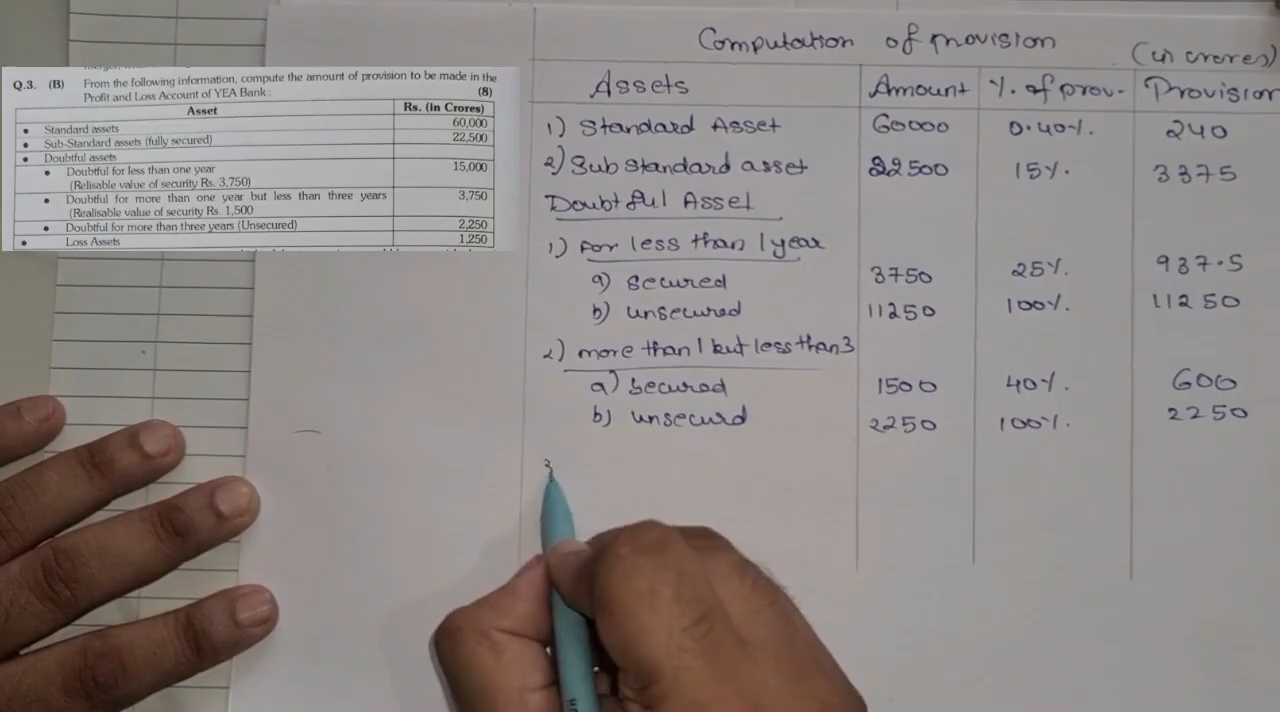 Q.3. (B) From the following information, compute the amount of provision to be made in the
Profit and Loss Account of YEA Bank : (8)
Asset Rs. (in Crores)
• Standard assets 60,000
• Sub-Standard assets (fully secured) 22,500
• Doubtful assets
• Doubtful for less than one year 15,000
(Relisable value of security Rs. 3,750)
• Doubtful for more than one year but less than three years 3,750
(Realisable value of security Rs. 1,500
• Doubtful for more than three years (Unsecured) 2,250
• Loss Assets 1,250
Computation of provision
(in crores)
Assets Amount % of prov. Provision
1) Standard Asset 60000 0.40%. 240
2) Sub Standard asset 22500 15%. 3375
Doubtful Asset
1) For less than 1 year
a) secured 3750 25%. 937.5
b) unsecured 11250 100%. 11250
2) more than 1 but less than 3
a) secured 1500 40%. 600
b) unsecurd 2250 100%. 2250
3